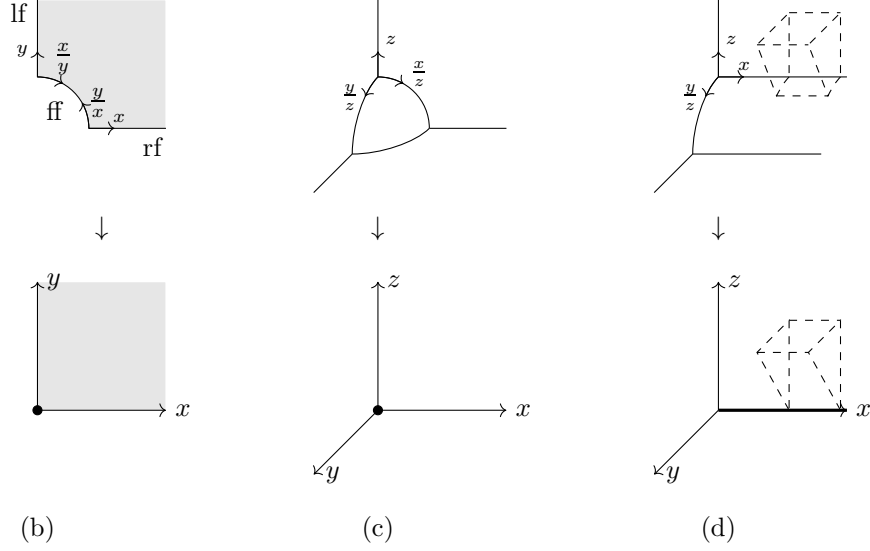 lf
y
x/y
y/x
x
ff
rf
z
x/z
y/z
z
x
y/z
↓ ↓ ↓
y
x
z
x
y
z
x
y
(b) (c) (d)